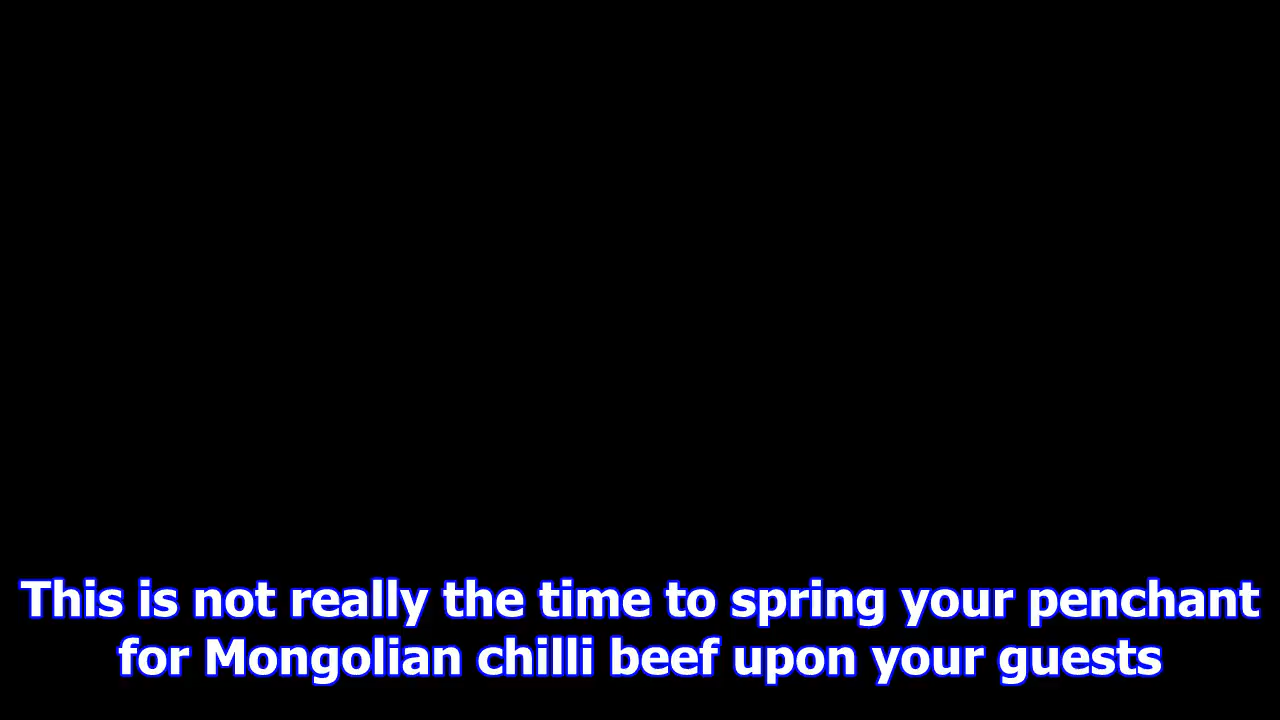 This is not really the time to spring your penchant
for Mongolian chilli beef upon your guests